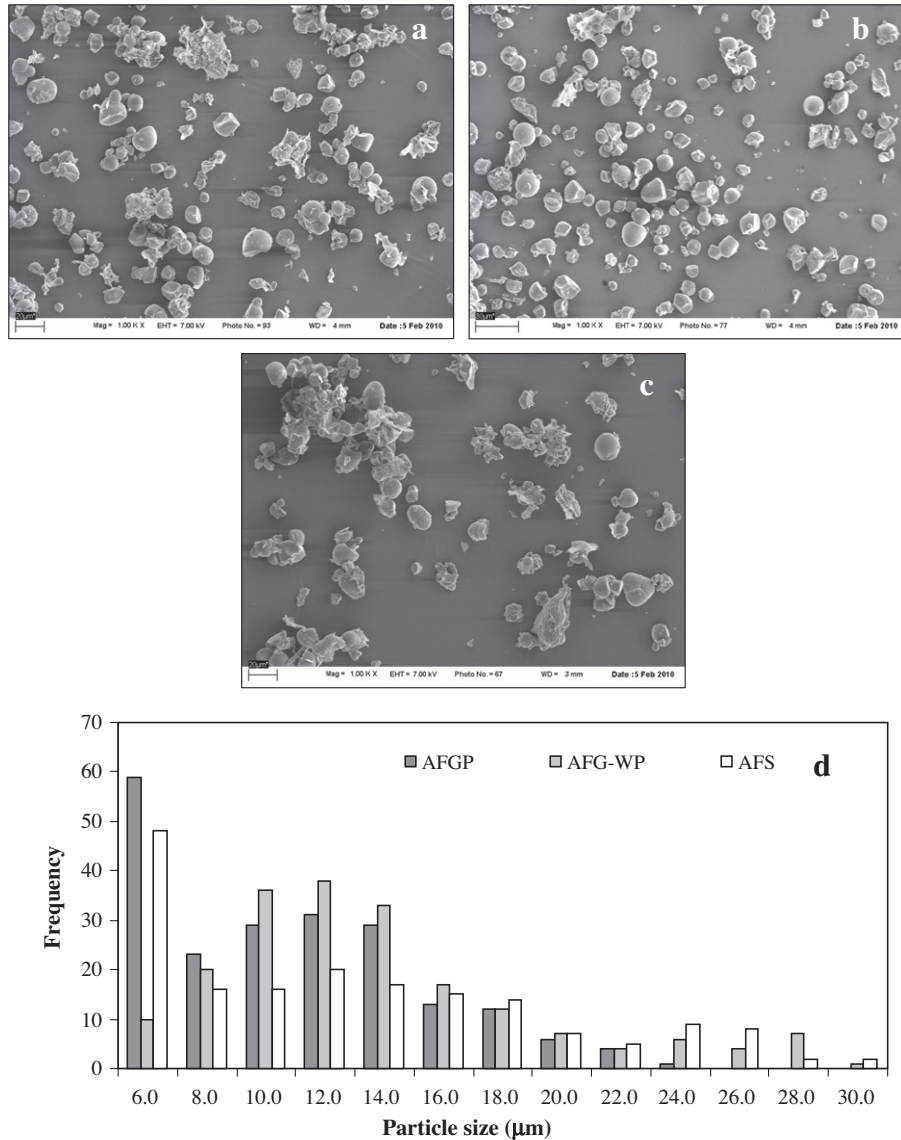 a
20µm*
Mag = 1.00 K X EHT = 7.00 kV Photo No. = 93 WD = 4 mm Date :5 Feb 2010
b
Mag = 1.00 K X EHT = 7.00 kV Photo No. = 77 WD = 4 mm Date :5 Feb 2010
c
20µm*
Mag = 1.00 K X EHT = 7.00 kV Photo No. = 67 WD = 3 mm Date :5 Feb 2010
d
AFGP AFG-WP AFS
Frequency
70
60
50
40
30
20
10
0
6.0 8.0 10.0 12.0 14.0 16.0 18.0 20.0 22.0 24.0 26.0 28.0 30.0
Particle size (µm)